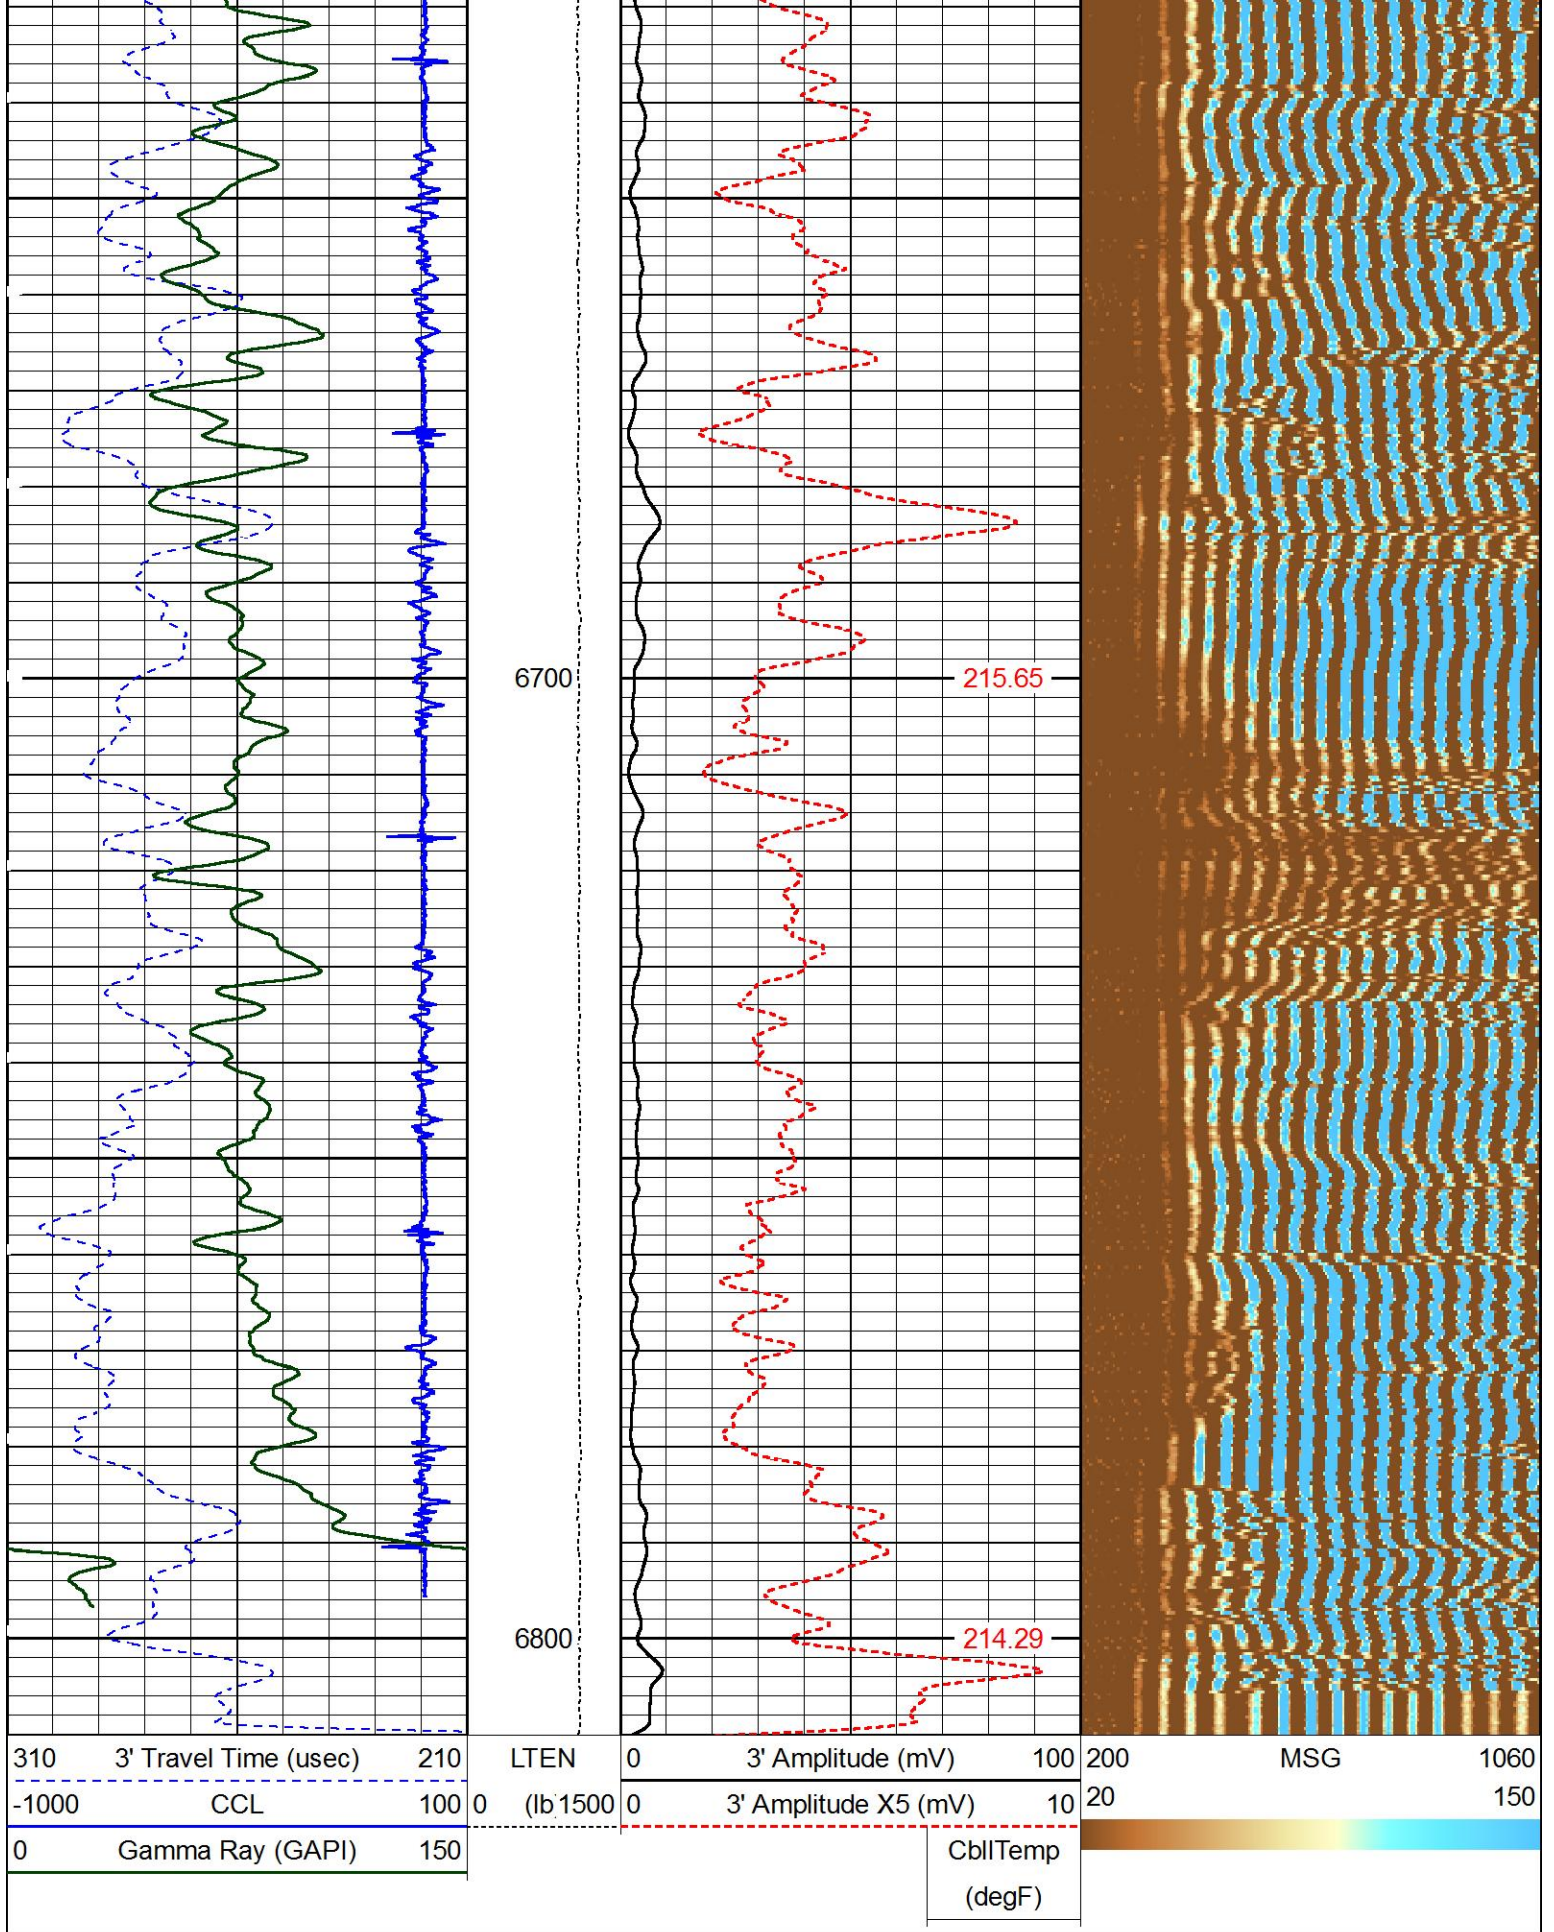 6700
215.65
6800
214.29
310 3' Travel Time (usec) 210
LTEN
0 3' Amplitude (mV) 100
200 MSG 1060
-1000 CCL 100
0 (lb 1500
0 3' Amplitude X5 (mV) 10
20 150
0 Gamma Ray (GAPI) 150
CbllTemp
(degF)